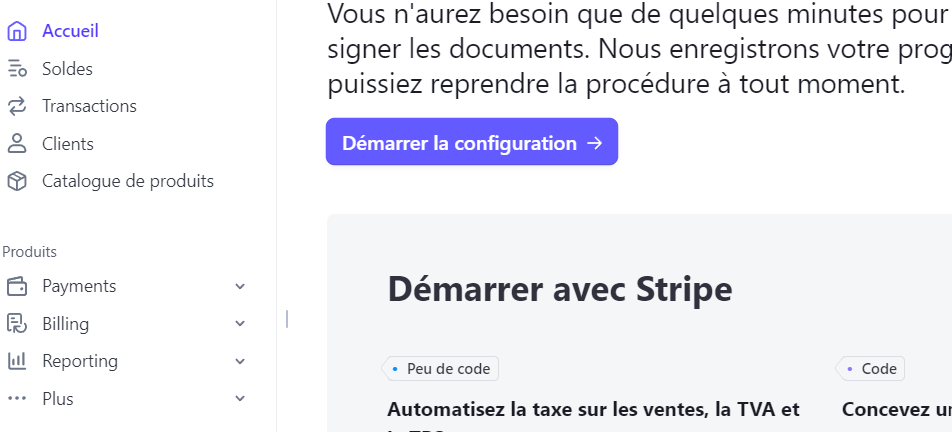 Accueil
Soldes
Transactions
Clients
Catalogue de produits
Produits
Payments
Billing
Reporting
Plus
Vous n'aurez besoin que de quelques minutes pour
signer les documents. Nous enregistrons votre prog
puissiez reprendre la procédure à tout moment.
Démarrer la configuration →
Démarrer avec Stripe
Peu de code
Automatisez la taxe sur les ventes, la TVA et
Code
Concevez